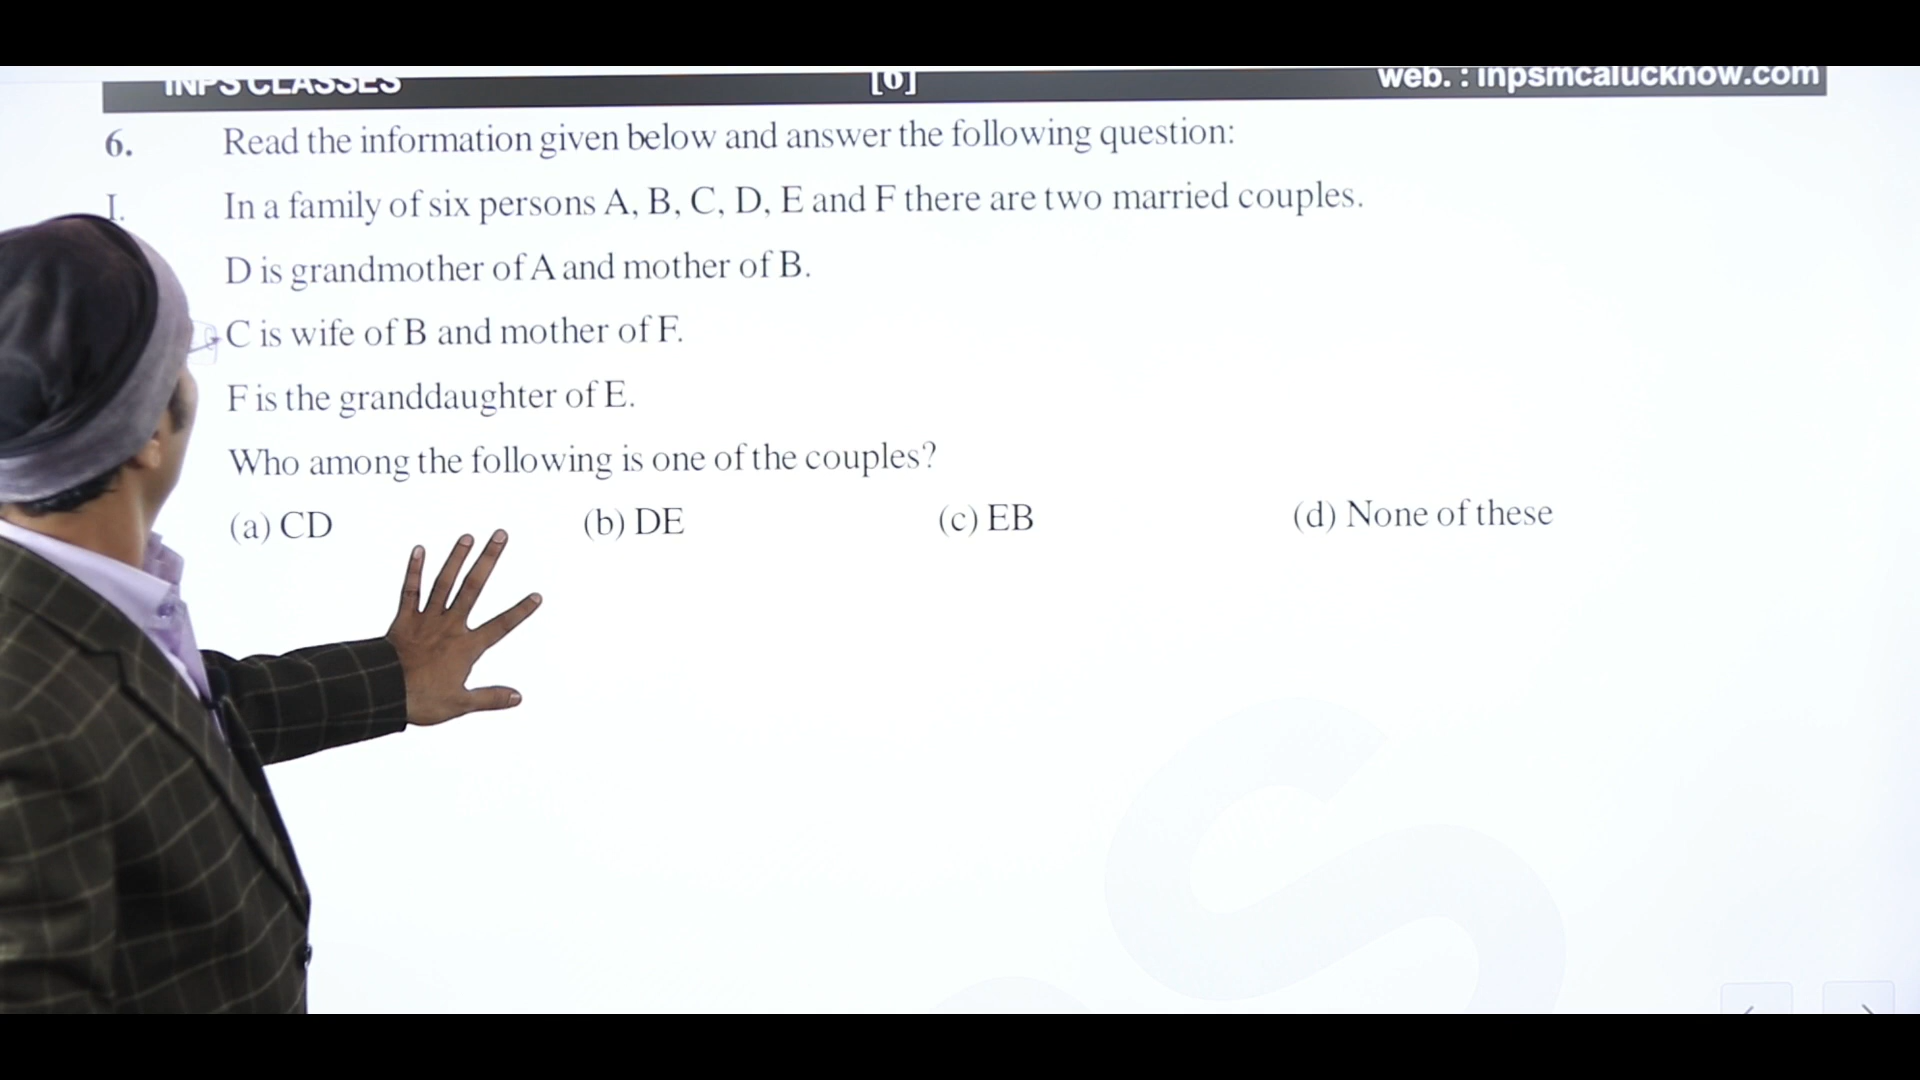 INPS CLASSES [6] web. : inpsmcalucknow.com
6. Read the information given below and answer the following question:
I. In a family of six persons A, B, C, D, E and F there are two married couples.
D is grandmother of A and mother of B.
C is wife of B and mother of F.
F is the granddaughter of E.
Who among the following is one of the couples?
(a) CD (b) DE (c) EB (d) None of these